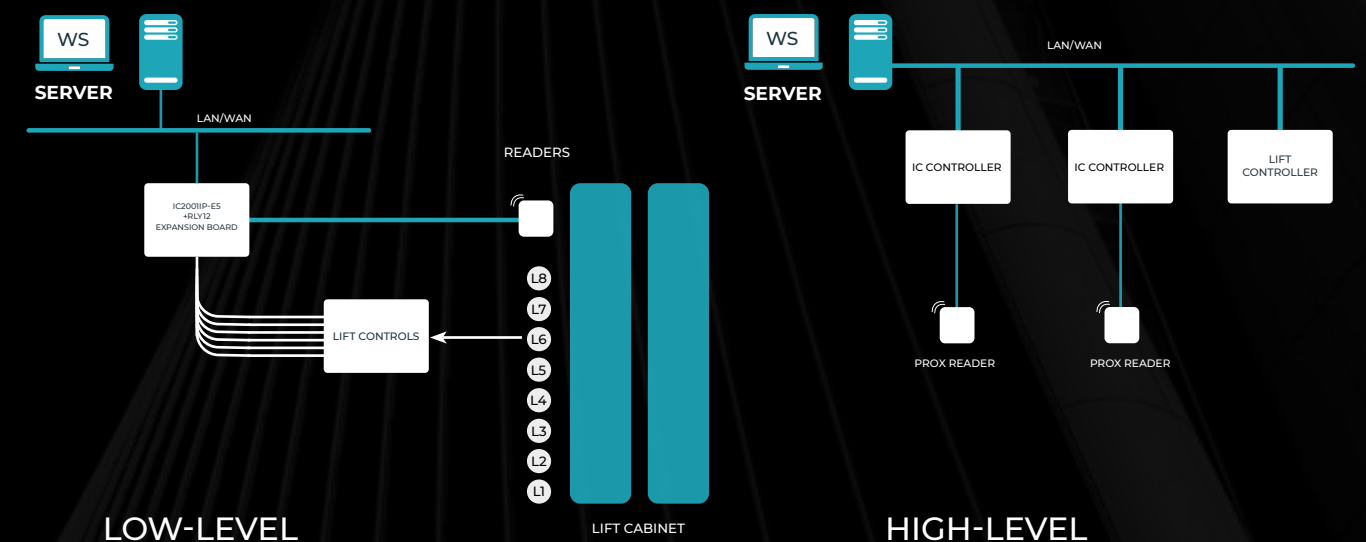 WS
SERVER
LAN/WAN
READERS
IC2001IP-E5
+RLY12
EXPANSION BOARD
L8
L7
LIFT CONTROLS
L6
L5
L4
L3
L2
L1
LOW-LEVEL
LIFT CABINET
WS
SERVER
LAN/WAN
IC CONTROLLER
IC CONTROLLER
LIFT
CONTROLLER
PROX READER
PROX READER
HIGH-LEVEL